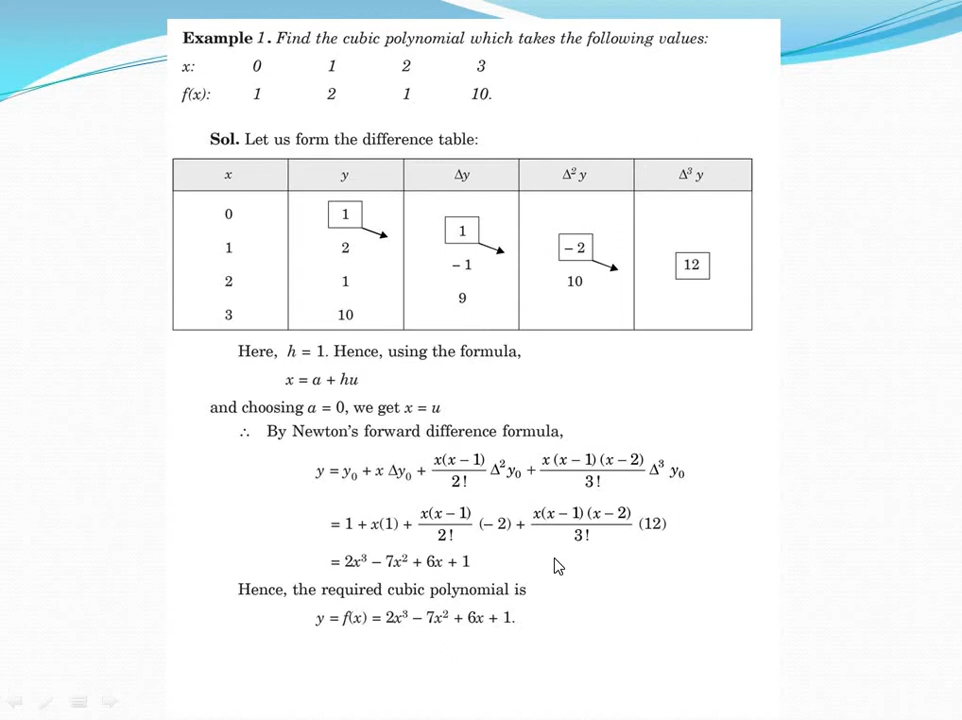 Example 1. Find the cubic polynomial which takes the following values:
x: 0 1 2 3
f(x): 1 2 1 10.
Sol. Let us form the difference table:
x y Δy Δ² y Δ³ y
0 1
1
1 2 – 2
– 1 12
2 1 10
9
3 10
Here, h = 1. Hence, using the formula,
x = a + hu
and choosing a = 0, we get x = u
∴ By Newton's forward difference formula,
y = y₀ + x Δy₀ + x(x – 1)/2! Δ²y₀ + x (x – 1) (x – 2)/3! Δ³ y₀
= 1 + x(1) + x(x – 1)/2! (– 2) + x(x – 1) (x – 2)/3! (12)
= 2x³ – 7x² + 6x + 1
Hence, the required cubic polynomial is
y = f(x) = 2x³ – 7x² + 6x + 1.